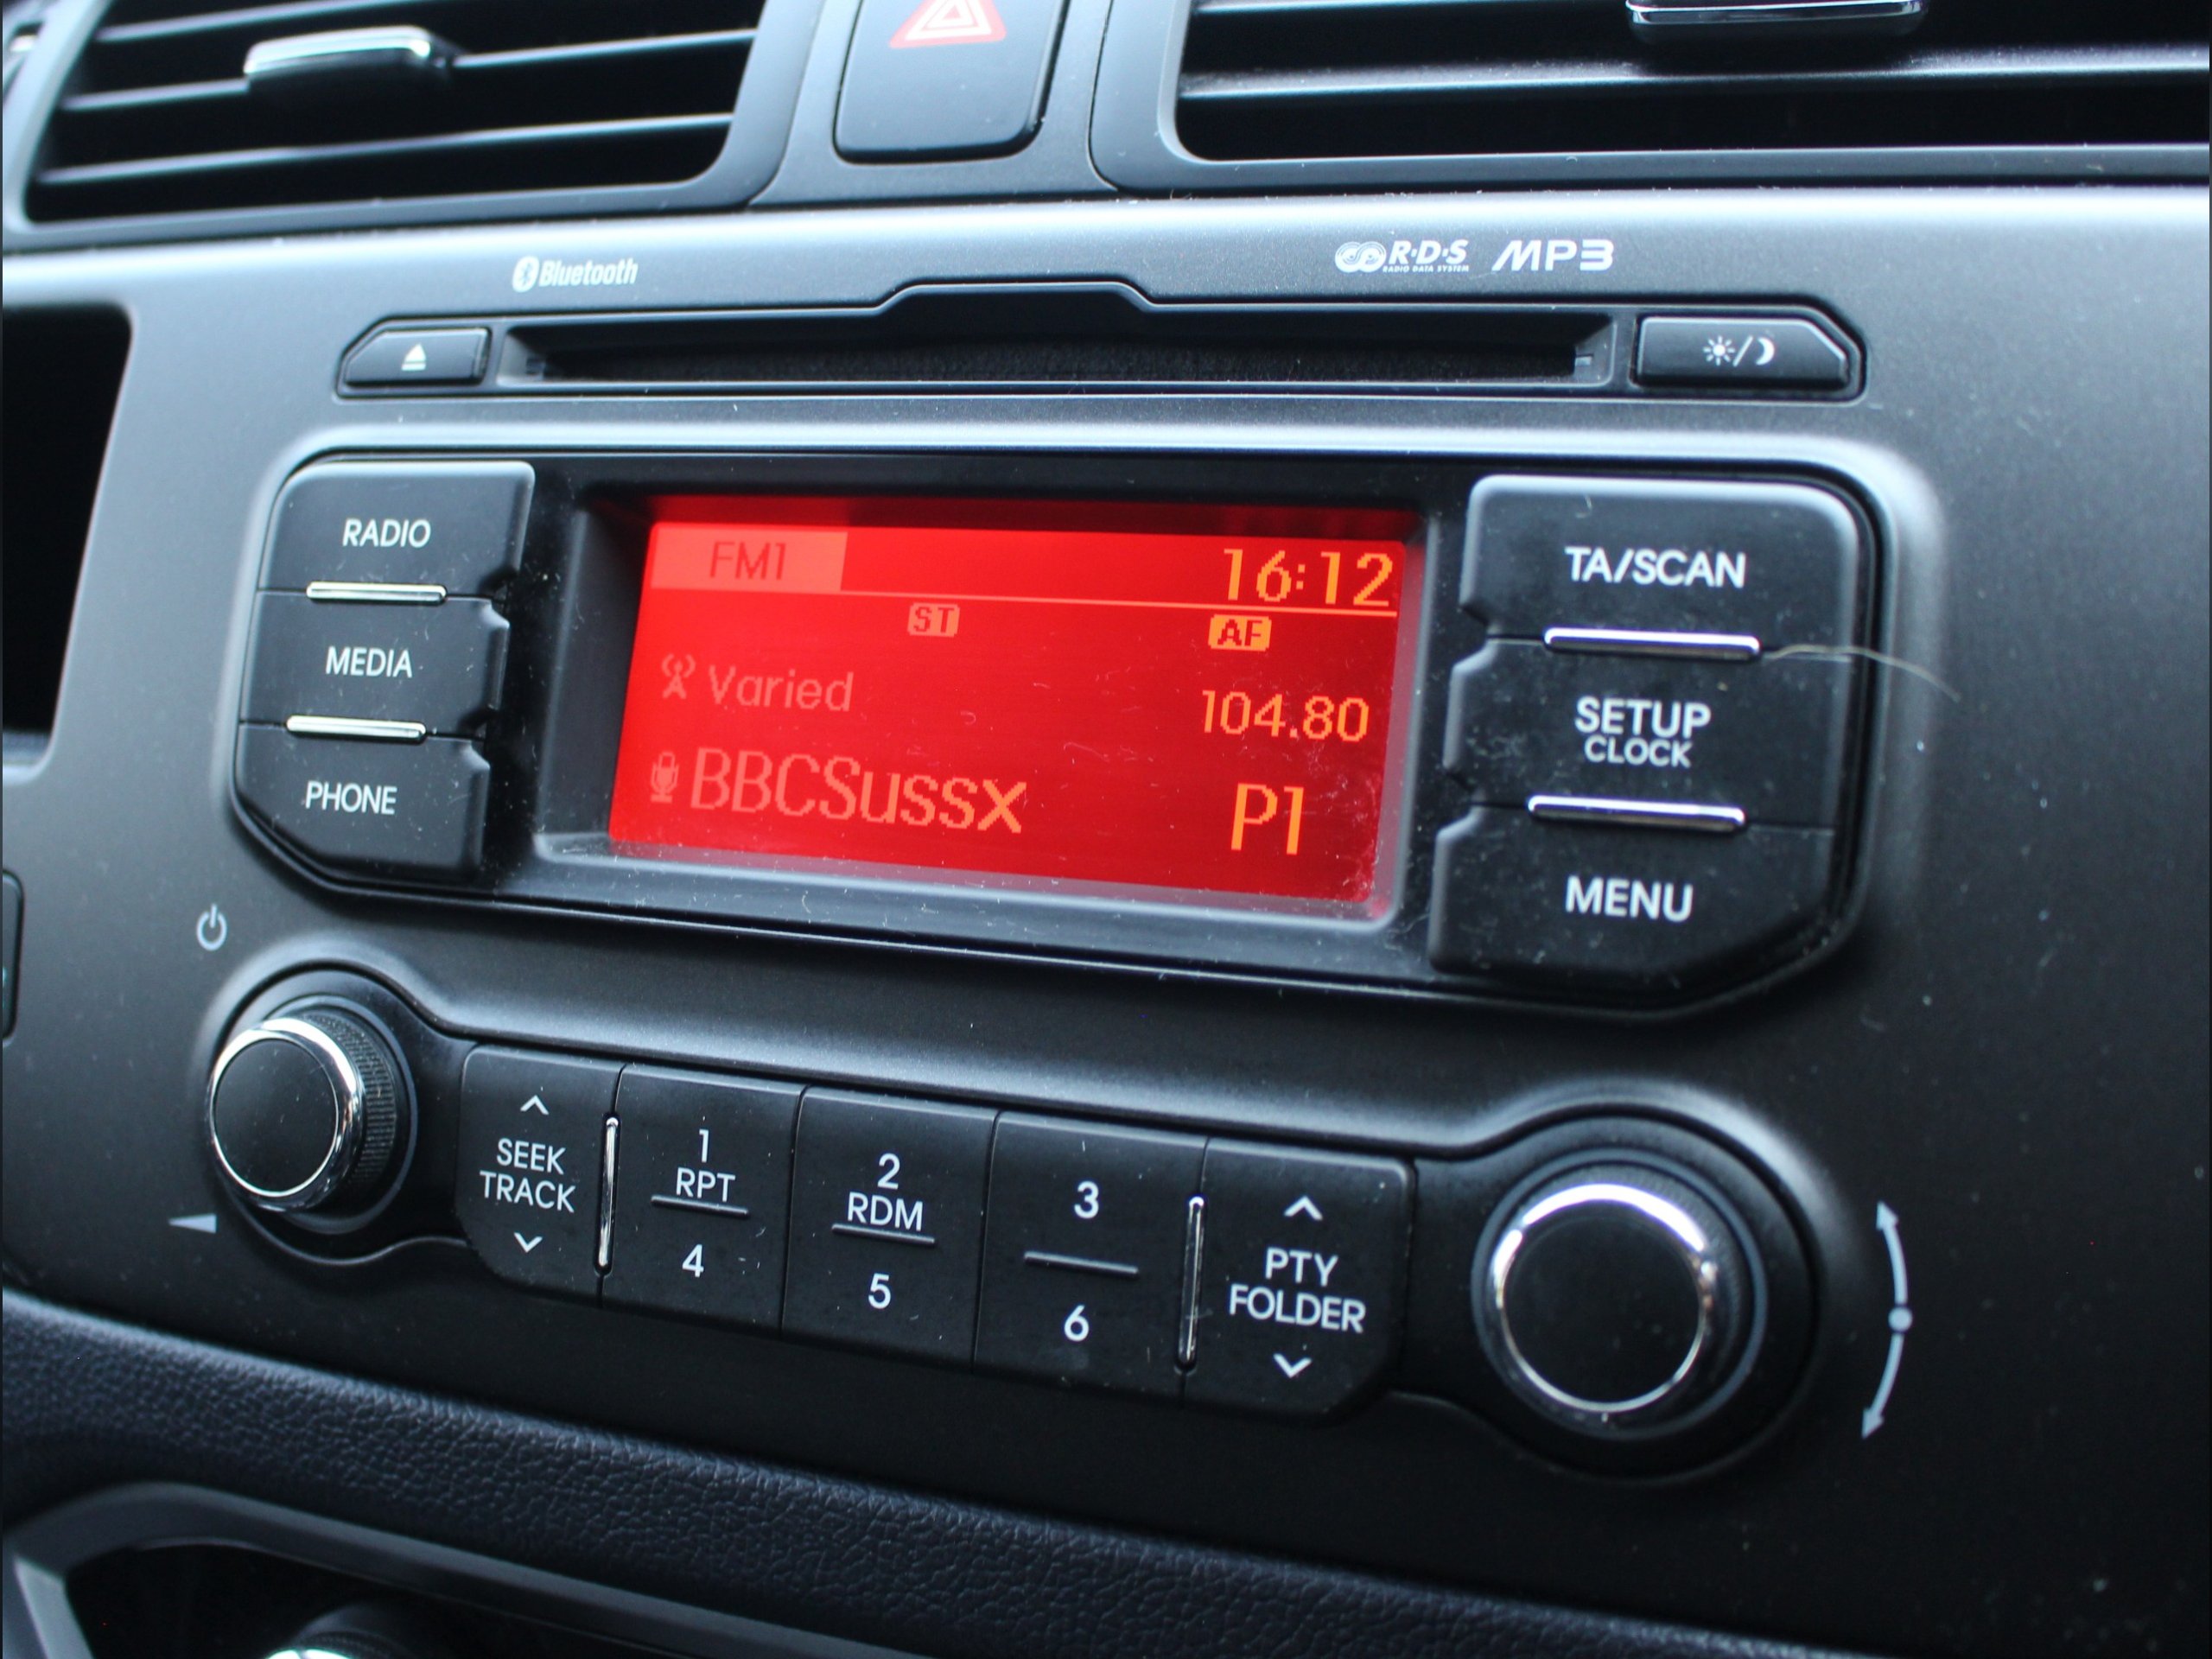 Bluetooth
R·D·S MP3
RADIO DATA SYSTEM
RADIO
MEDIA
PHONE
FM1 16:12
ST AF
Varied 104.80
BBCSussx P1
TA/SCAN
SETUP
CLOCK
MENU
SEEK
TRACK
1
RPT
4
2
RDM
5
3
6
PTY
FOLDER